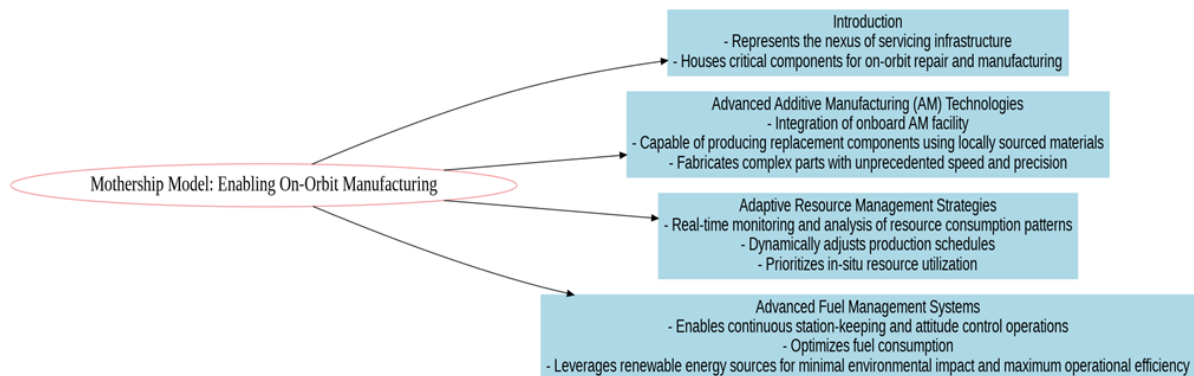 Mothership Model: Enabling On-Orbit Manufacturing
Introduction
- Represents the nexus of servicing infrastructure
- Houses critical components for on-orbit repair and manufacturing
Advanced Additive Manufacturing (AM) Technologies
- Integration of onboard AM facility
- Capable of producing replacement components using locally sourced materials
- Fabricates complex parts with unprecedented speed and precision
Adaptive Resource Management Strategies
- Real-time monitoring and analysis of resource consumption patterns
- Dynamically adjusts production schedules
- Prioritizes in-situ resource utilization
Advanced Fuel Management Systems
- Enables continuous station-keeping and attitude control operations
- Optimizes fuel consumption
- Leverages renewable energy sources for minimal environmental impact and maximum operational efficiency